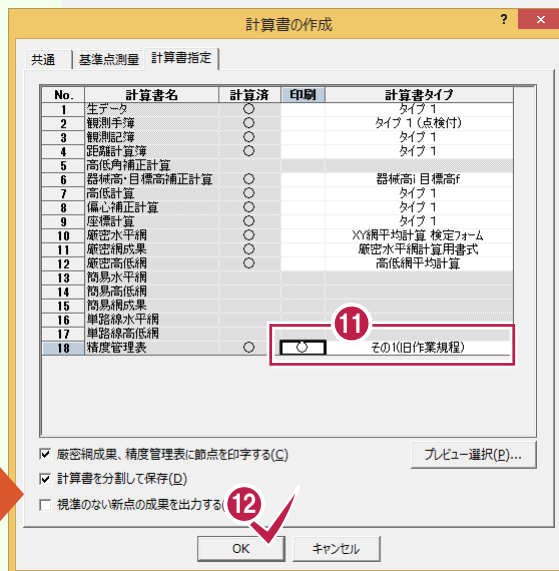 計算書の作成 ? ×
共通 基準点測量 計算書指定
No. 計算書名 計算済 印刷 計算書タイプ
1 生データ ○ タイプ 1
2 観測手簿 ○ タイプ 1 (点検付)
3 観測記簿 ○ タイプ 1
4 距離計算簿 ○ タイプ 1
5 高低角補正計算
6 器械高・目標高補正計算 ○ 器械高i 目標高f
7 高低計算 ○ タイプ 1
8 偏心補正計算 ○ タイプ 1
9 座標計算 ○ タイプ 1
10 厳密水平網 ○ XY網平均計算 検定フォーム
11 厳密網成果 ○ 厳密水平網計算用書式
12 厳密高低網 ○ 高低網平均計算
13 簡易水平網
14 簡易高低網
15 簡易網成果
16 単路線水平網
17 単路線高低網
11
18 精度管理表 ○ ○ その1(旧作業規程)
厳密網成果、精度管理表に節点を印字する(C) プレビュー選択(P)...
計算書を分割して保存(D)
視準のない新点の成果を出力する( 12
OK キャンセル